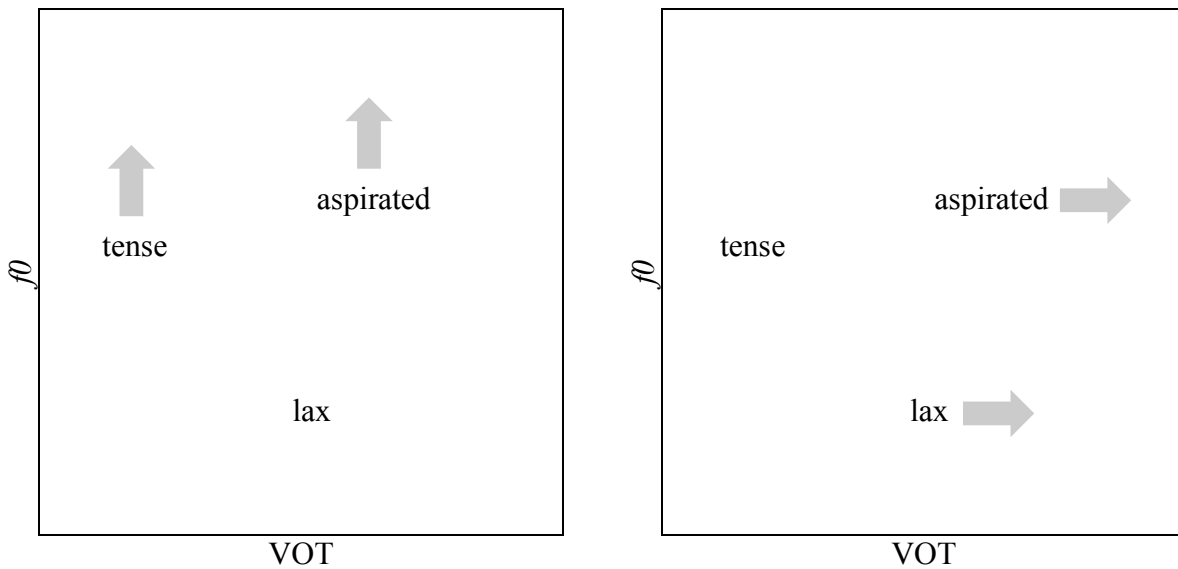 aspirated
tense
f0
lax
VOT
aspirated
tense
f0
lax
VOT